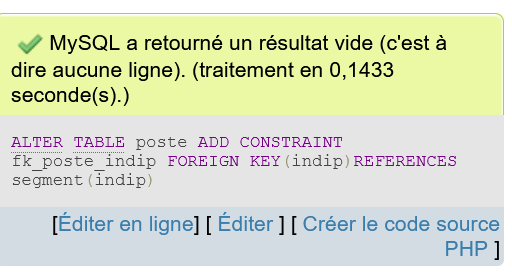 MySQL a retourné un résultat vide (c'est à
dire aucune ligne). (traitement en 0,1433
seconde(s).)
ALTER TABLE poste ADD CONSTRAINT
fk_poste_indip FOREIGN KEY(indip)REFERENCES
segment(indip)
[Éditer en ligne] [ Éditer ] [ Créer le code source
PHP ]